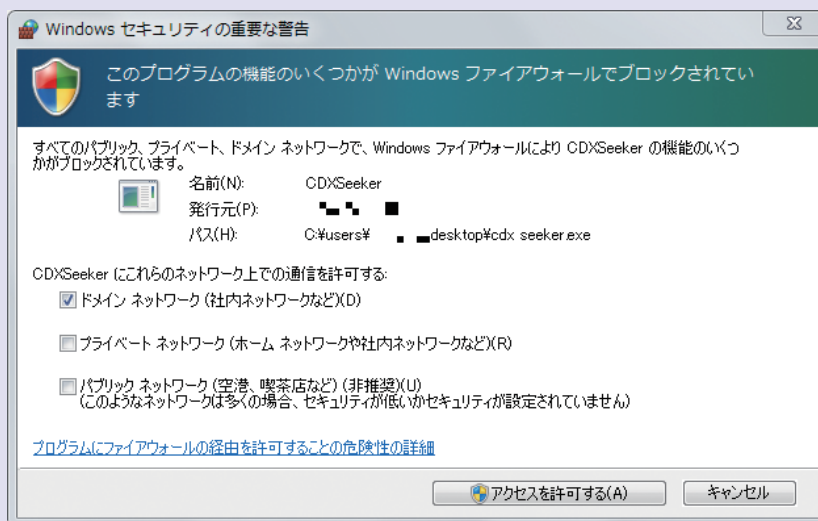 Windows セキュリティの重要な警告
このプログラムの機能のいくつかが Windows ファイアウォールでブロックされてい
ます
すべてのパブリック、プライベート、ドメイン ネットワークで、Windows ファイアウォールにより CDXSeeker の機能のいくつ
かがブロックされています。
名前(N): CDXSeeker
発行元(P):
パス(H): C:¥users¥ desktop¥cdx seeker.exe
CDXSeeker にこれらのネットワーク上での通信を許可する:
ドメイン ネットワーク (社内ネットワークなど)(D)
プライベート ネットワーク (ホーム ネットワークや社内ネットワークなど)(R)
パブリック ネットワーク (空港、喫茶店など) (非推奨)(U)
(このようなネットワークは多くの場合、セキュリティが低いかセキュリティが設定されていません)
プログラムにファイアウォールの経由を許可することの危険性の詳細
アクセスを許可する(A) キャンセル